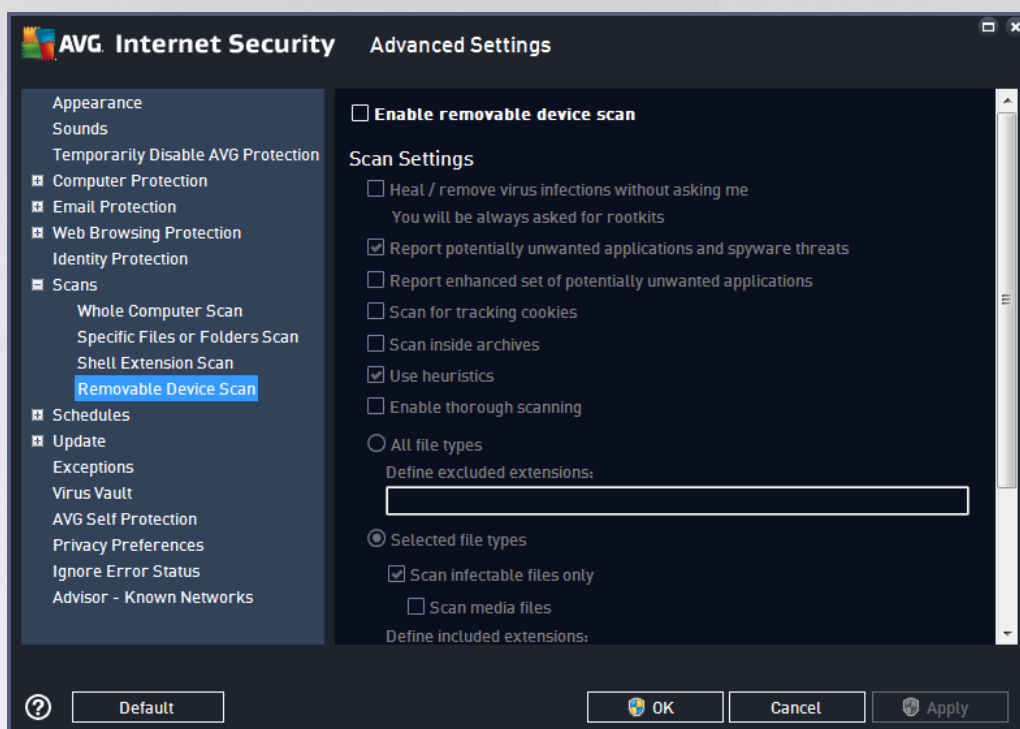 AVG Internet Security Advanced Settings
Appearance
Sounds
Temporarily Disable AVG Protection
Computer Protection
Email Protection
Web Browsing Protection
Identity Protection
Scans
Whole Computer Scan
Specific Files or Folders Scan
Shell Extension Scan
Removable Device Scan
Schedules
Update
Exceptions
Virus Vault
AVG Self Protection
Privacy Preferences
Ignore Error Status
Advisor - Known Networks
Enable removable device scan
Scan Settings
Heal / remove virus infections without asking me
You will be always asked for rootkits
Report potentially unwanted applications and spyware threats
Report enhanced set of potentially unwanted applications
Scan for tracking cookies
Scan inside archives
Use heuristics
Enable thorough scanning
All file types
Define excluded extensions:
Selected file types
Scan infectable files only
Scan media files
Define included extensions:
? Default OK Cancel Apply